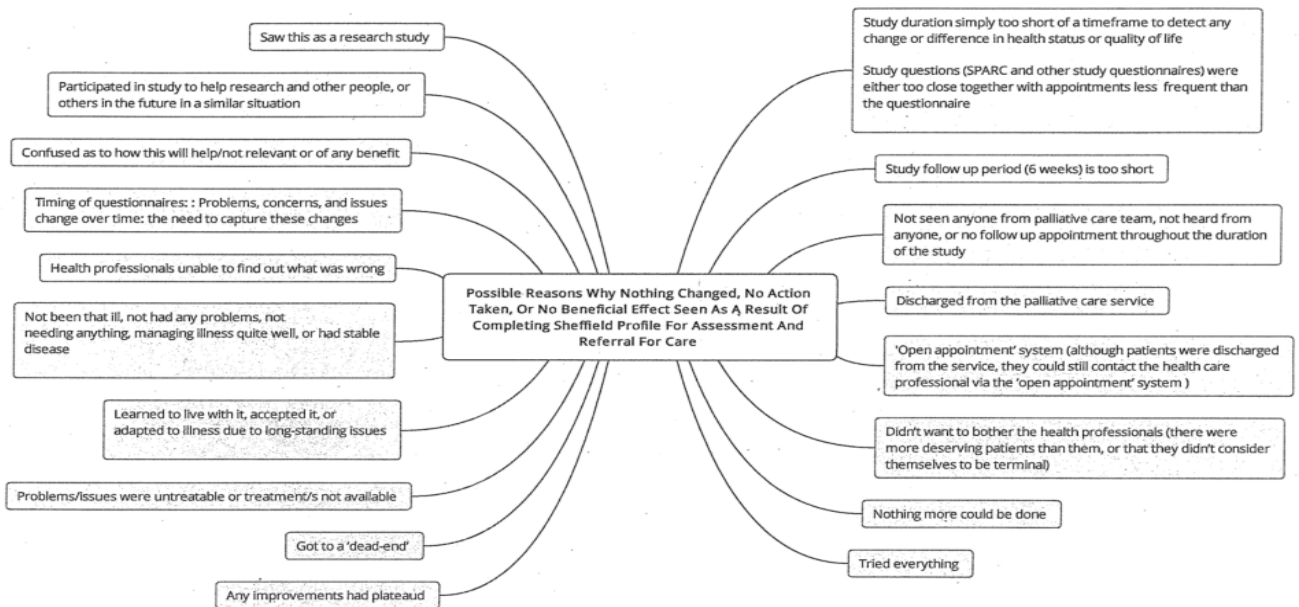 Saw this as a research study
Participated in study to help research and other people, or
others in the future in a similar situation
Confused as to how this will help/not relevant or of any benefit
Timing of questionnaires: : Problems, concerns, and issues
change over time: the need to capture these changes
Health professionals unable to find out what was wrong
Not been that ill, not had any problems, not
needing anything, managing illness quite well, or had stable
disease
Learned to live with it, accepted it, or
adapted to illness due to long-standing issues
Problems/issues were untreatable or treatment/s not available
Got to a 'dead-end'
Any improvements had plateaud
Possible Reasons Why Nothing Changed, No Action
Taken, Or No Beneficial Effect Seen As A Result Of
Completing Sheffield Profile For Assessment And
Referral For Care
Study duration simply too short of a timeframe to detect any
change or difference in health status or quality of life
Study questions (SPARC and other study questionnaires) were
either too close together with appointments less frequent than
the questionnaire
Study follow up period (6 weeks) is too short
Not seen anyone from palliative care team, not heard from
anyone, or no follow up appointment throughout the duration
of the study
Discharged from the palliative care service
'Open appointment' system (although patients were discharged
from the service, they could still contact the health care
professional via the 'open appointment' system )
Didn't want to bother the health professionals (there were
more deserving patients than them, or that they didn't consider
themselves to be terminal)
Nothing more could be done
Tried everything